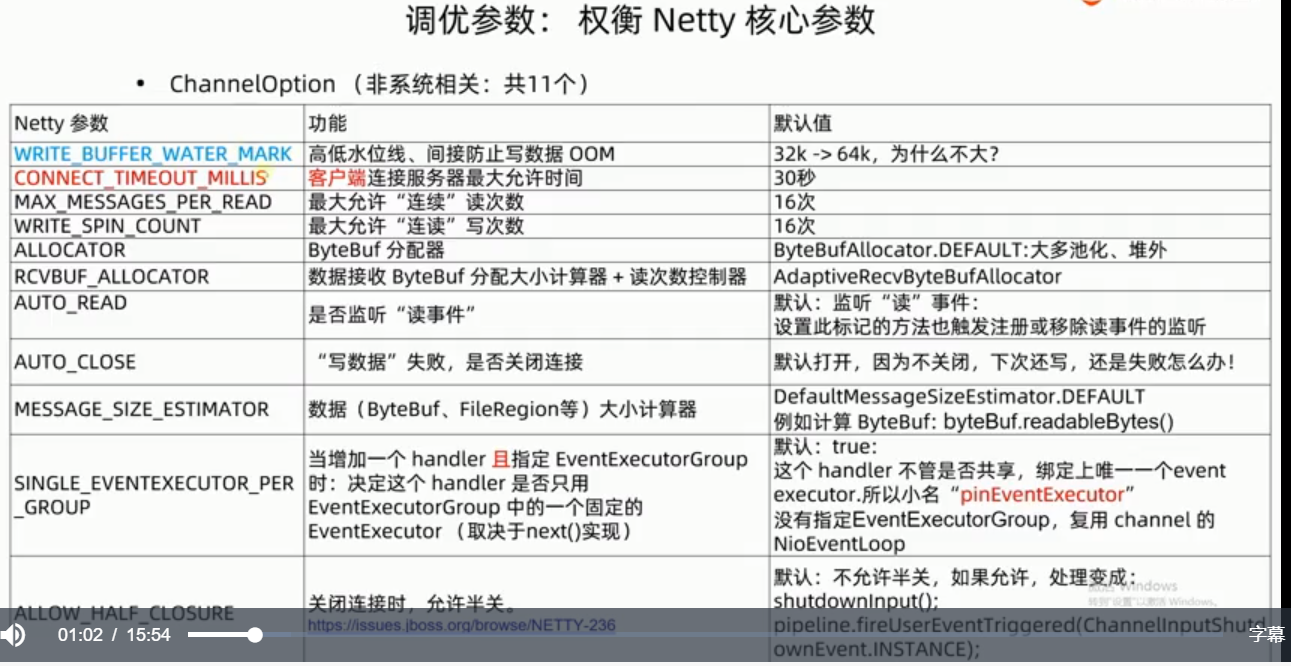 调优参数： 权衡 Netty 核心参数
• ChannelOption （非系统相关：共11个）
Netty 参数 功能 默认值
WRITE_BUFFER_WATER_MARK 高低水位线、间接防止写数据 OOM 32k -> 64k，为什么不大？
CONNECT_TIMEOUT_MILLIS 客户端连接服务器最大允许时间 30秒
MAX_MESSAGES_PER_READ 最大允许“连续”读次数 16次
WRITE_SPIN_COUNT 最大允许“连读”写次数 16次
ALLOCATOR ByteBuf 分配器 ByteBufAllocator.DEFAULT:大多池化、堆外
RCVBUF_ALLOCATOR 数据接收 ByteBuf 分配大小计算器 + 读次数控制器 AdaptiveRecvByteBufAllocator
AUTO_READ 是否监听“读事件” 默认：监听“读”事件：
设置此标记的方法也触发注册或移除读事件的监听
AUTO_CLOSE “写数据”失败，是否关闭连接 默认打开，因为不关闭，下次还写，还是失败怎么办！
MESSAGE_SIZE_ESTIMATOR 数据（ByteBuf、FileRegion等）大小计算器 DefaultMessageSizeEstimator.DEFAULT
例如计算 ByteBuf: byteBuf.readableBytes()
SINGLE_EVENTEXECUTOR_PER
_GROUP
当增加一个 handler 且指定 EventExecutorGroup
时：决定这个 handler 是否只用
EventExecutorGroup 中的一个固定的
EventExecutor （取决于next()实现）
默认：true：
这个 handler 不管是否共享，绑定上唯一一个event
executor.所以小名“pinEventExecutor”
没有指定EventExecutorGroup，复用 channel 的
NioEventLoop
ALLOW_HALF_CLOSURE
关闭连接时，允许半关。
https://issues.jboss.org/browse/NETTY-236
默认：不允许半关，如果允许，处理变成：
shutdownInput();
pipeline.fireUserEventTriggered(ChannelInputShutd
ownEvent.INSTANCE);
激活 Windows
转到"设置"以激活 Windows。
01:02 / 15:54
字幕